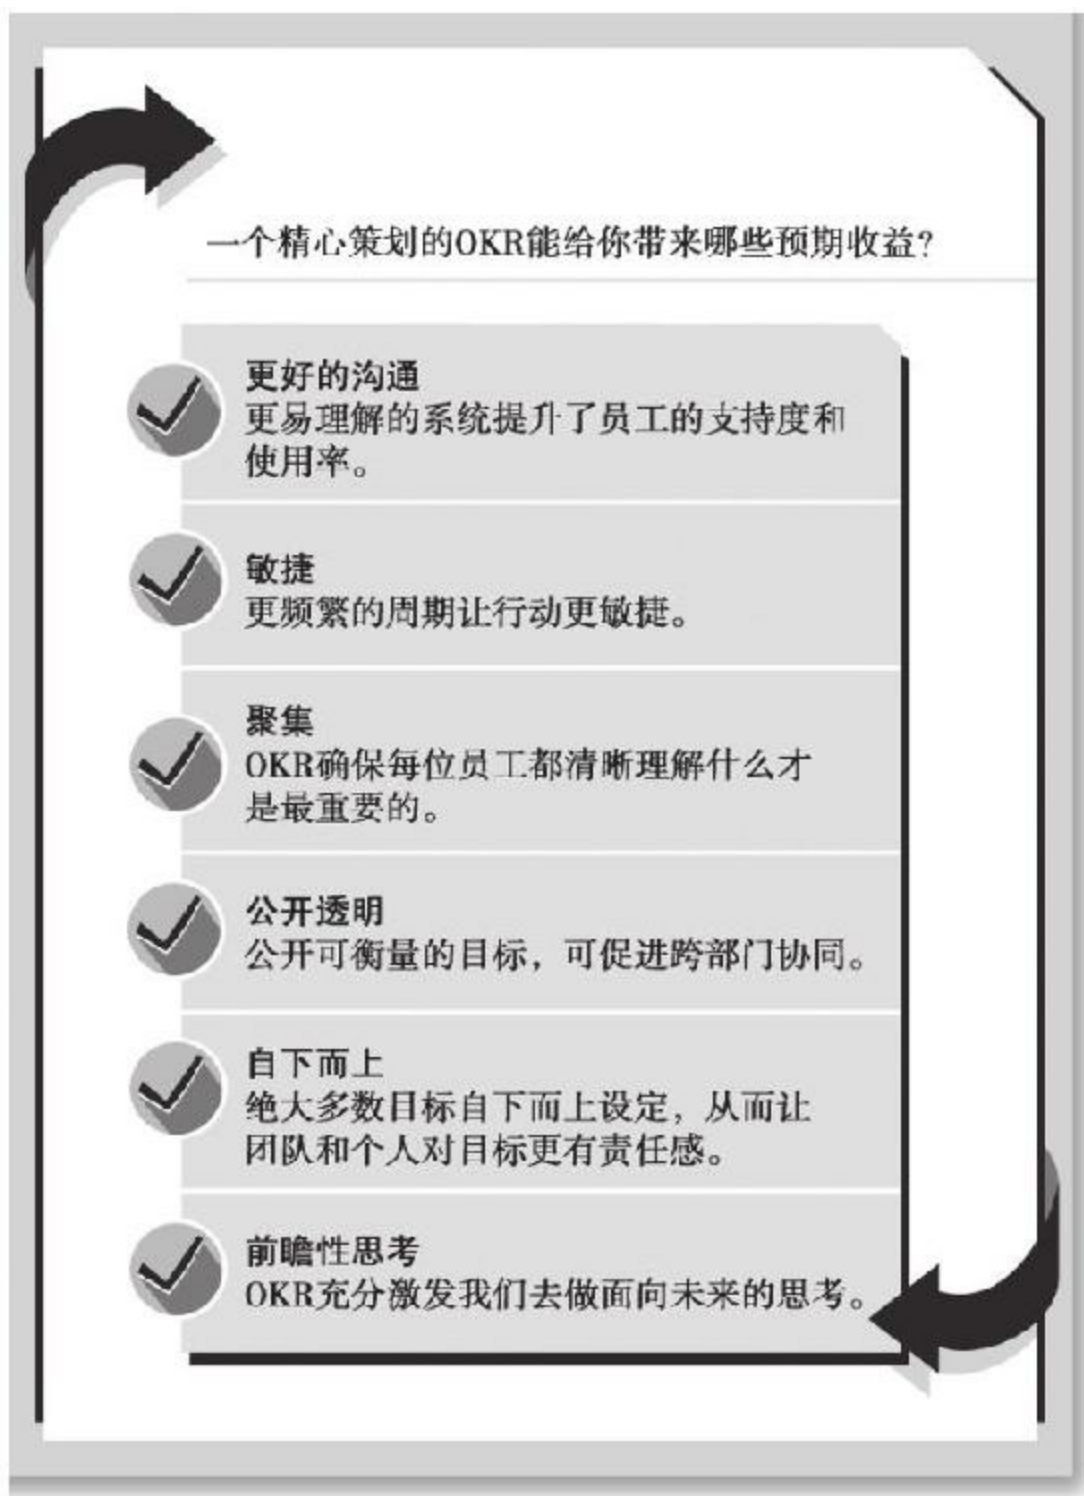 一个精心策划的OKR能给你带来哪些预期收益?
更好的沟通
更易理解的系统提升了员工的支持度和
使用率。
敏捷
更频繁的周期让行动更敏捷。
聚集
OKR确保每位员工都清晰理解什么才
是最重要的。
公开透明
公开可衡量的目标，可促进跨部门协同。
自下而上
绝大多数目标自下而上设定，从而让
团队和个人对目标更有责任感。
前瞻性思考
OKR充分激发我们去做面向未来的思考。